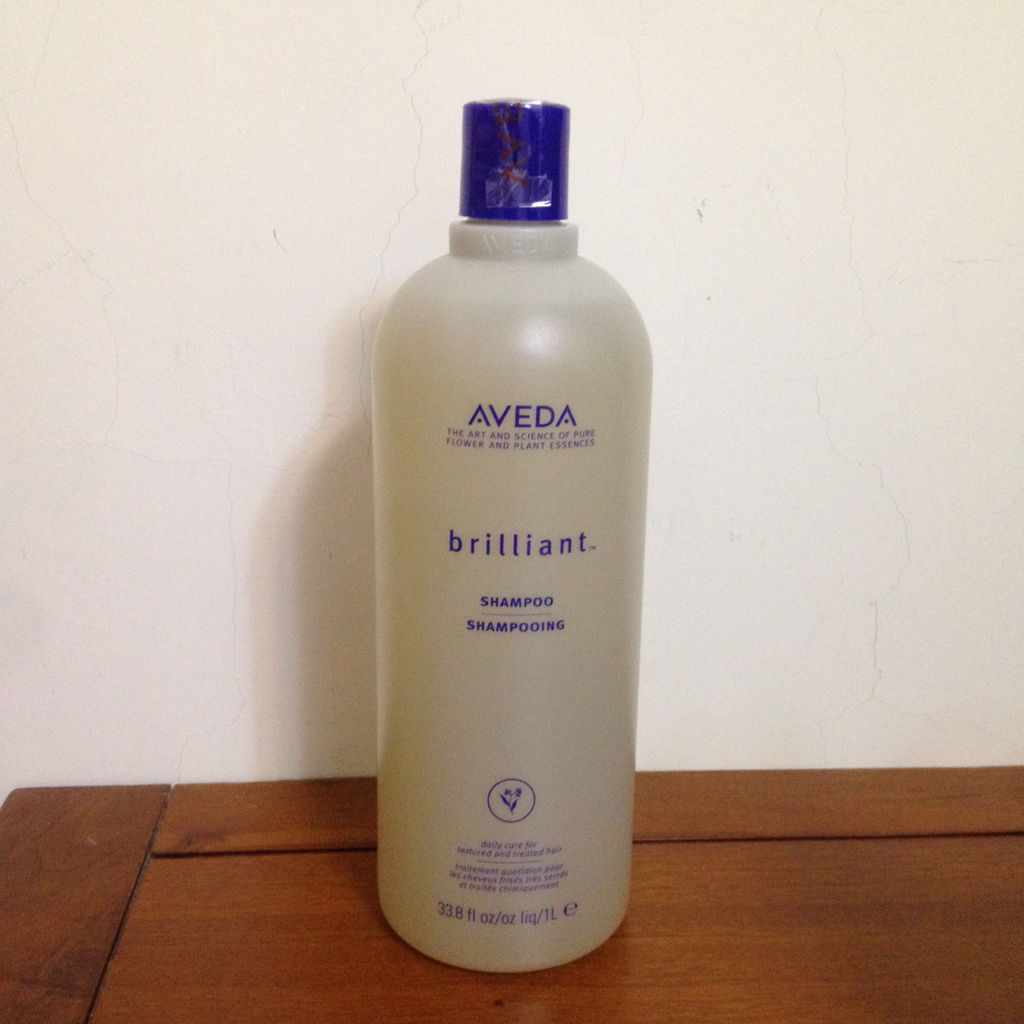 AVEDA
AVEDA
THE ART AND SCIENCE OF PURE
FLOWER AND PLANT ESSENCES
brilliant™
SHAMPOO
SHAMPOOING
daily care for
textured and treated hair
traitement quotidien pour
les cheveux frisés très serrés
et traités chimiquement
33.8 fl oz/oz liq/1L ℮